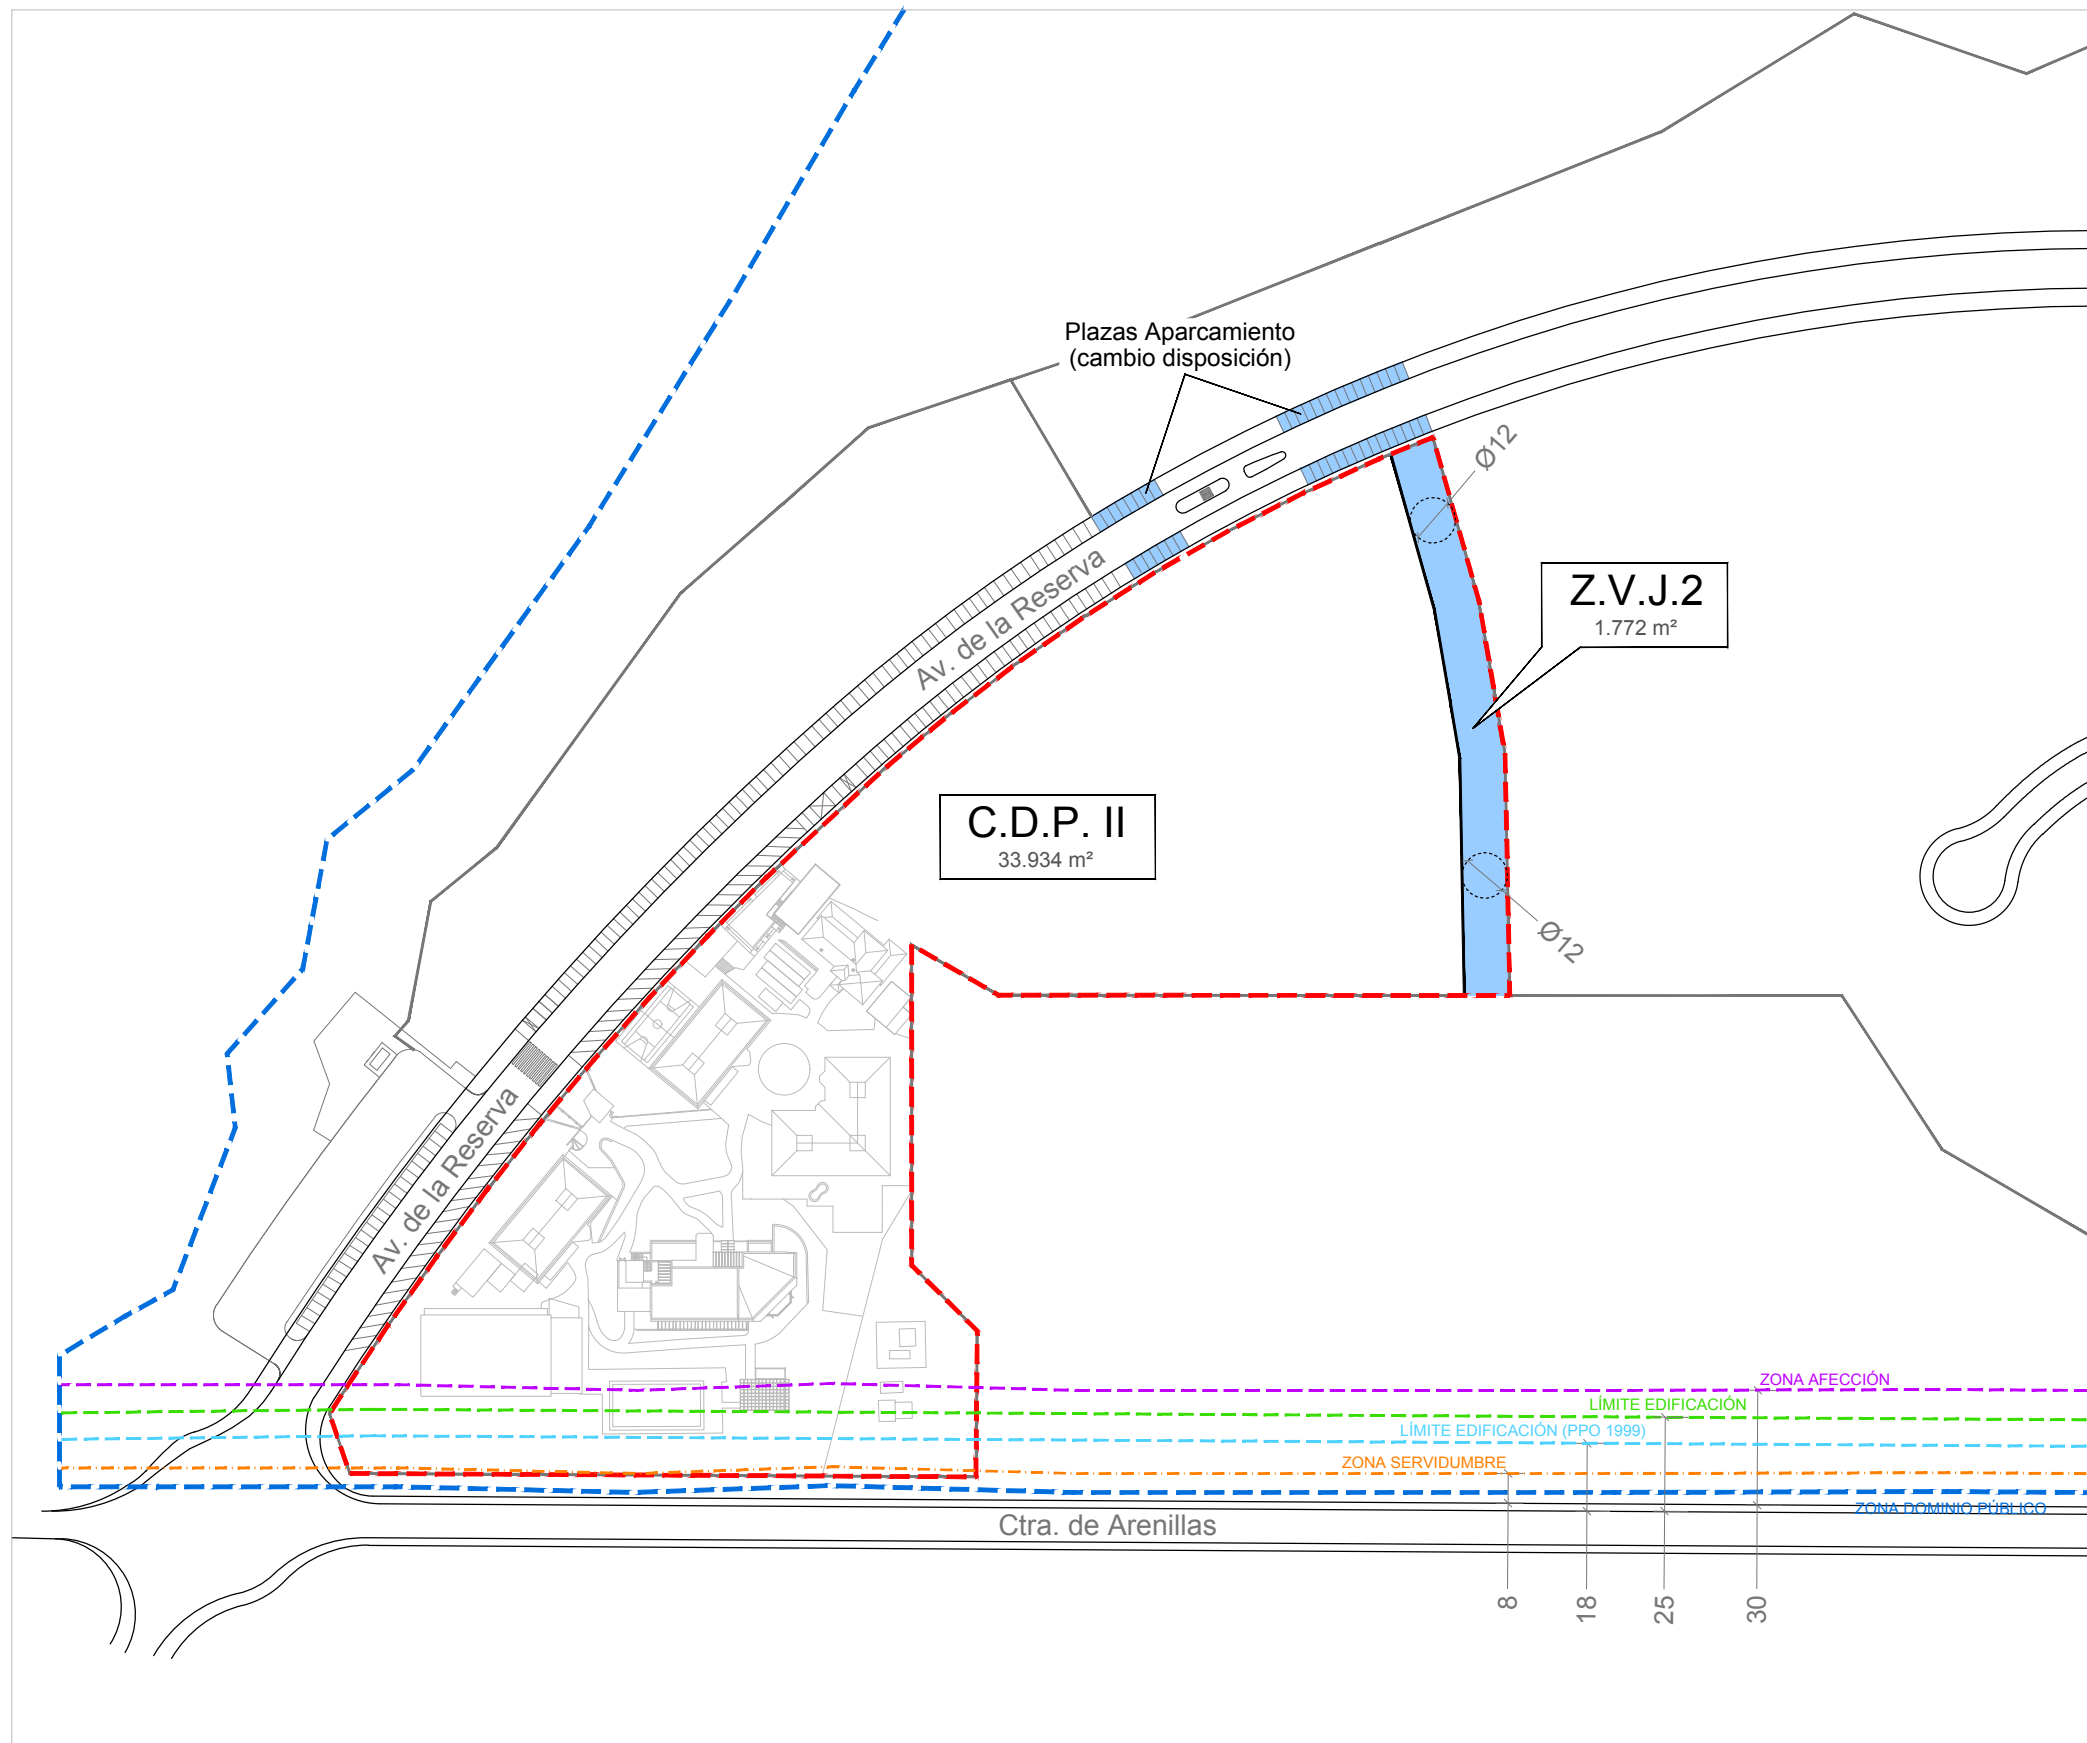 Plazas Aparcamiento
(cambio disposición)
Ø12
Z.V.J.2
1.772 m²
Av. de la Reserva
C.D.P. II
33.934 m²
Ø12
Av. de la Reserva
ZONA AFECCIÓN
LÍMITE EDIFICACIÓN
LÍMITE EDIFICACIÓN (PPO 1999)
ZONA SERVIDUMBRE
ZONA DOMINIO PÚBLICO
Ctra. de Arenillas
8
18
25
30